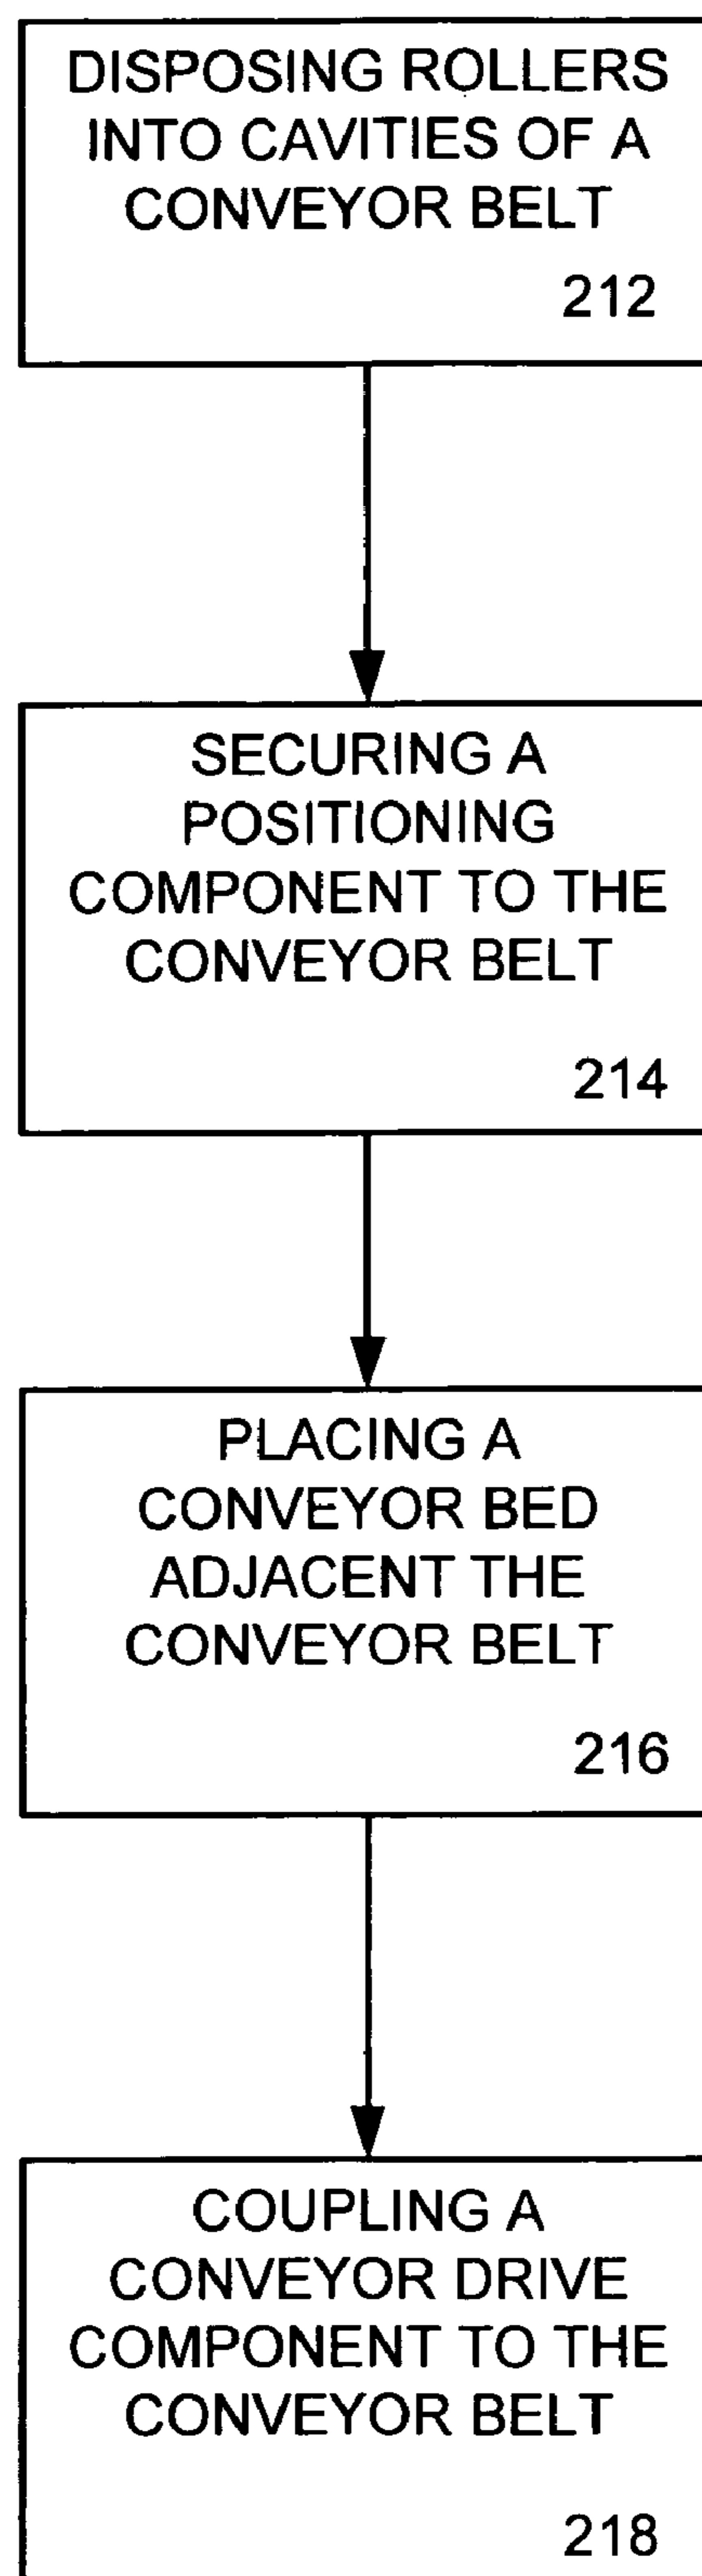 DISPOSING ROLLERS
INTO CAVITIES OF A
CONVEYOR BELT
212
SECURING A
POSITIONING
COMPONENT TO THE
CONVEYOR BELT
214
PLACING A
CONVEYOR BED
ADJACENT THE
CONVEYOR BELT
216
COUPLING A
CONVEYOR DRIVE
COMPONENT TO THE
CONVEYOR BELT
218